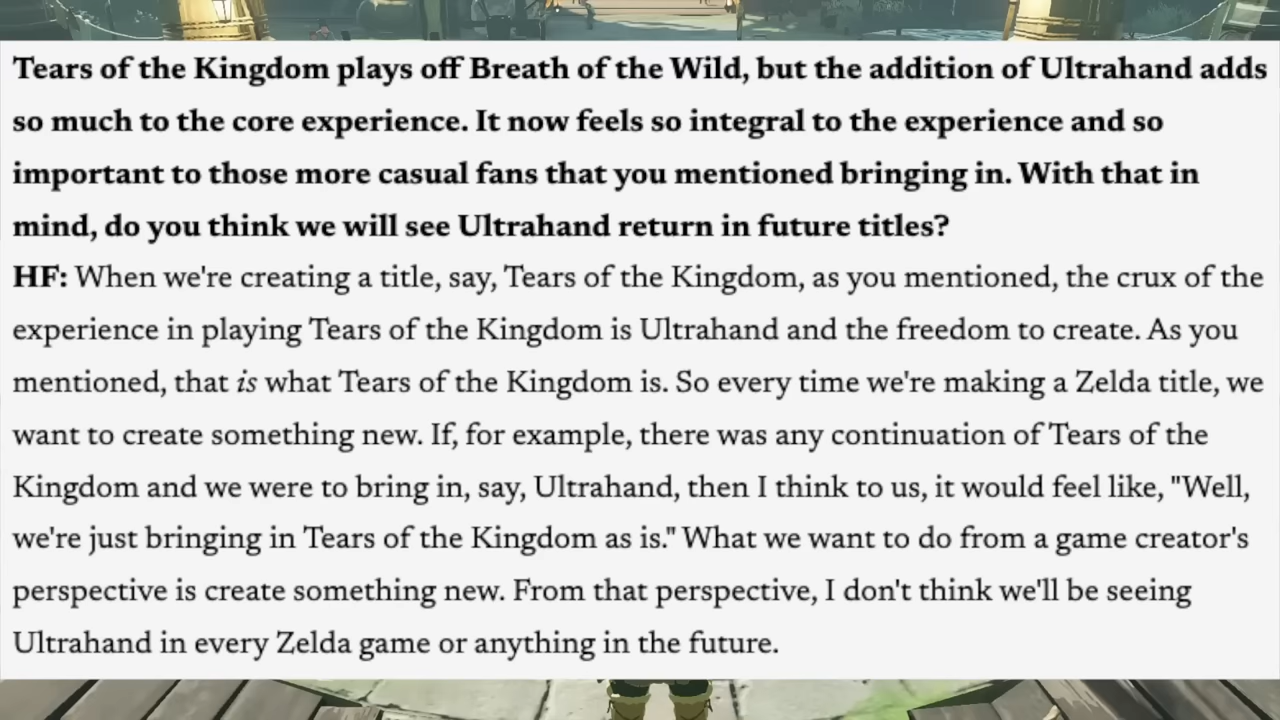 Tears of the Kingdom plays off Breath of the Wild, but the addition of Ultrahand adds
so much to the core experience. It now feels so integral to the experience and so
important to those more casual fans that you mentioned bringing in. With that in
mind, do you think we will see Ultrahand return in future titles?
HF: When we're creating a title, say, Tears of the Kingdom, as you mentioned, the crux of the
experience in playing Tears of the Kingdom is Ultrahand and the freedom to create. As you
mentioned, that is what Tears of the Kingdom is. So every time we're making a Zelda title, we
want to create something new. If, for example, there was any continuation of Tears of the
Kingdom and we were to bring in, say, Ultrahand, then I think to us, it would feel like, "Well,
we're just bringing in Tears of the Kingdom as is." What we want to do from a game creator's
perspective is create something new. From that perspective, I don't think we'll be seeing
Ultrahand in every Zelda game or anything in the future.